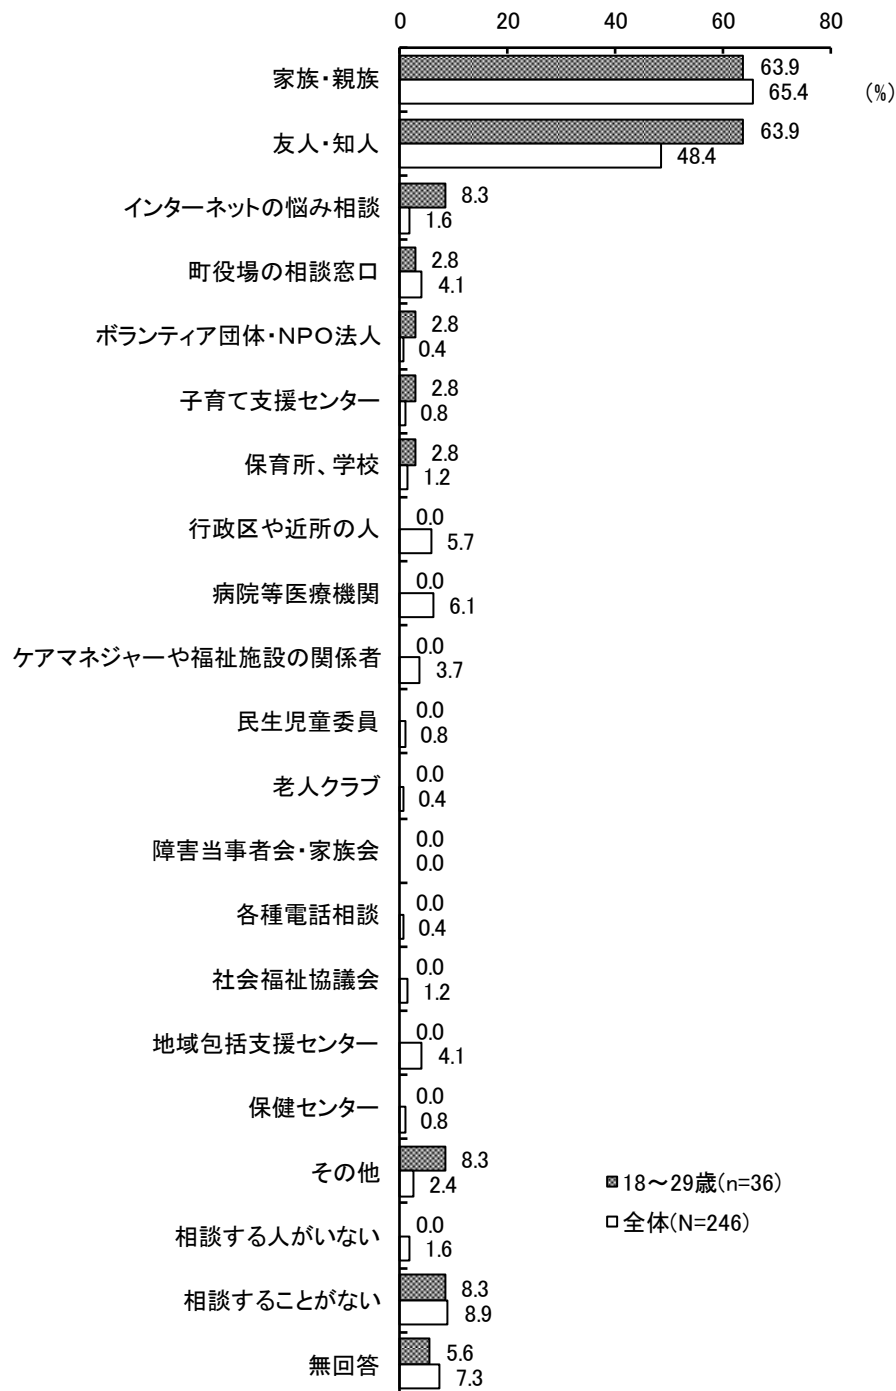 0 20 40 60 80
(%)
家族・親族 63.9
65.4
友人・知人 63.9
48.4
インターネットの悩み相談 8.3
1.6
町役場の相談窓口 2.8
4.1
ボランティア団体・NPO法人 2.8
0.4
子育て支援センター 2.8
0.8
保育所、学校 2.8
1.2
行政区や近所の人 0.0
5.7
病院等医療機関 0.0
6.1
ケアマネジャーや福祉施設の関係者 0.0
3.7
民生児童委員 0.0
0.8
老人クラブ 0.0
0.4
障害当事者会・家族会 0.0
0.0
各種電話相談 0.0
0.4
社会福祉協議会 0.0
1.2
地域包括支援センター 0.0
4.1
保健センター 0.0
0.8
その他 8.3
2.4
相談する人がいない 0.0
1.6
相談することがない 8.3
8.9
無回答 5.6
7.3
18～29歳(n=36)
全体(N=246)